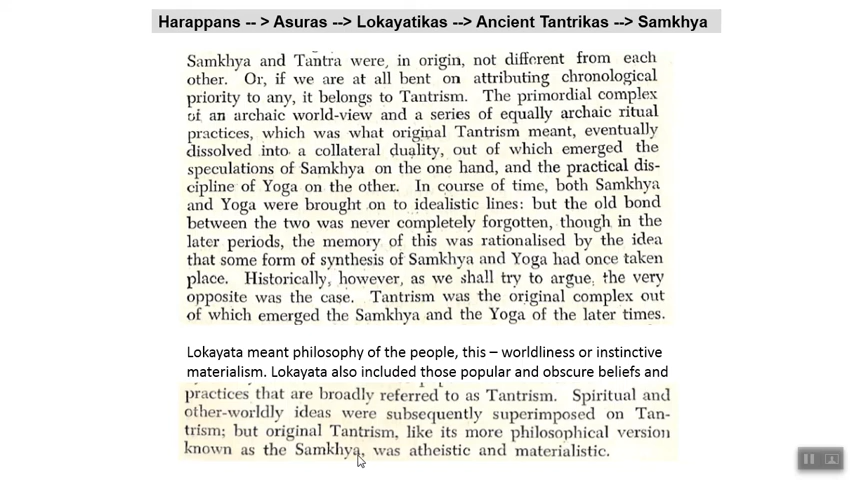 Harappans -- > Asuras --> Lokayatikas --> Ancient Tantrikas --> Samkhya
Samkhya and Tantra were, in origin, not different from each
other. Or, if we are at all bent on attributing chronological
priority to any, it belongs to Tantrism. The primordial complex
of an archaic world-view and a series of equally archaic ritual
practices, which was what original Tantrism meant, eventually
dissolved into a collateral duality, out of which emerged the
speculations of Samkhya on the one hand, and the practical dis-
cipline of Yoga on the other. In course of time, both Samkhya
and Yoga were brought on to idealistic lines: but the old bond
between the two was never completely forgotten, though in the
later periods, the memory of this was rationalised by the idea
that some form of synthesis of Samkhya and Yoga had once taken
place. Historically, however, as we shall try to argue, the very
opposite was the case. Tantrism was the original complex out
of which emerged the Samkhya and the Yoga of the later times.
Lokayata meant philosophy of the people, this – worldliness or instinctive
materialism. Lokayata also included those popular and obscure beliefs and
practices that are broadly referred to as Tantrism. Spiritual and
other-worldly ideas were subsequently superimposed on Tan-
trism; but original Tantrism, like its more philosophical version
known as the Samkhya, was atheistic and materialistic.